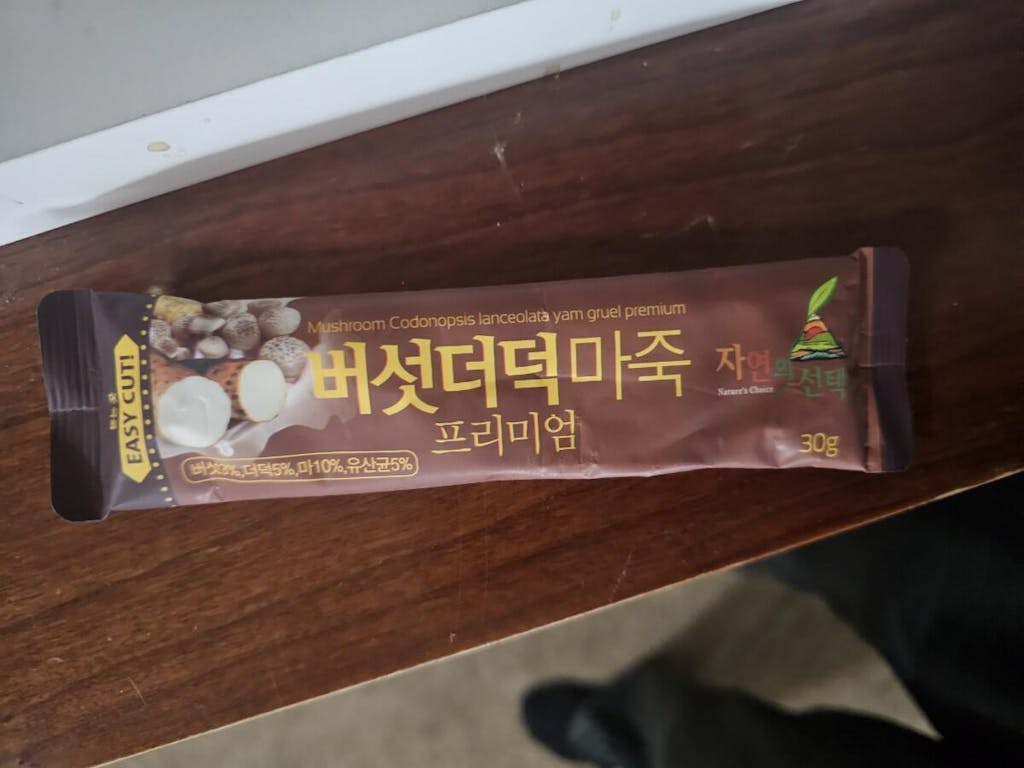 Mushroom Codonopsis lanceolata yam gruel premium
버섯더덕마죽
프리미엄
버섯3%,더덕5%,마10%,유산균5%
EASY CUT!
자연의
선택
Nature's Choice
30g